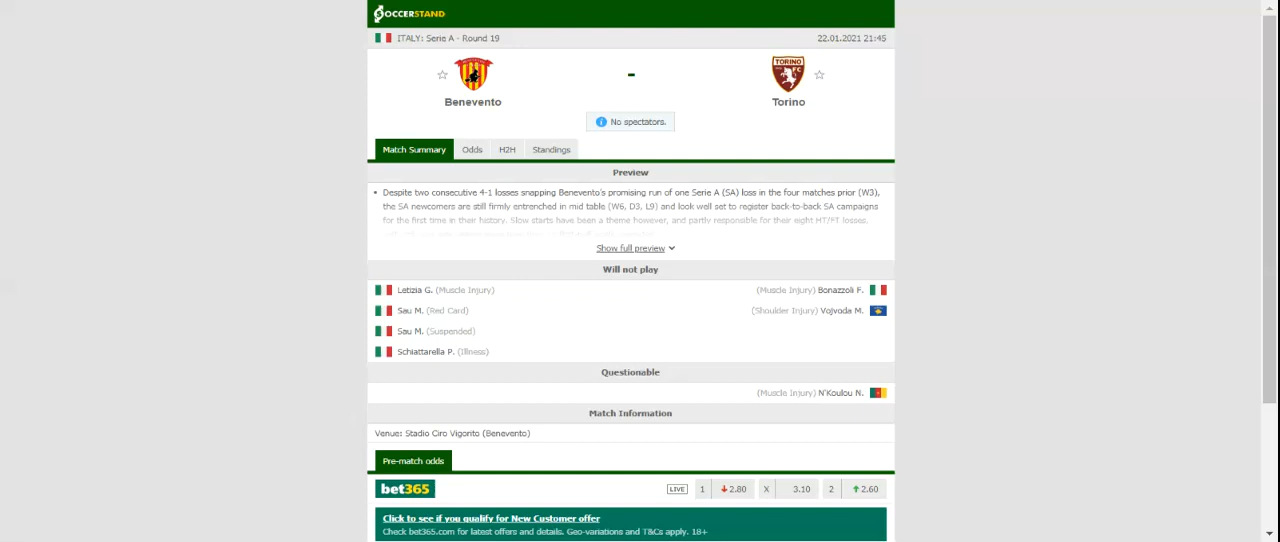 SOCCERSTAND
ITALY: Serie A - Round 19 22.01.2021 21:45
-
Benevento Torino
No spectators.
Match Summary Odds H2H Standings
Preview
Despite two consecutive 4-1 losses snapping Benevento's promising run of one Serie A (SA) loss in the four matches prior (W3),
the SA newcomers are still firmly entrenched in mid table (W6, D3, L9) and look well set to register back-to-back SA campaigns
for the first time in their history. Slow starts have been a theme however, and partly responsible for their eight HT/FT losses.
Show full preview
Will not play
Letizia G. (Muscle Injury) (Muscle Injury) Bonazzoli F.
Sau M. (Red Card) (Shoulder Injury) Vojvoda M.
Sau M. (Suspended)
Schiattarella P. (Illness)
Questionable
(Muscle Injury) N'Koulou N.
Match Information
Venue: Stadio Ciro Vigorito (Benevento)
Pre-match odds
bet365 LIVE 1 2.80 X 3.10 2 2.60
Click to see if you qualify for New Customer offer
Check bet365.com for latest offers and details. Geo-variations and T&Cs apply. 18+